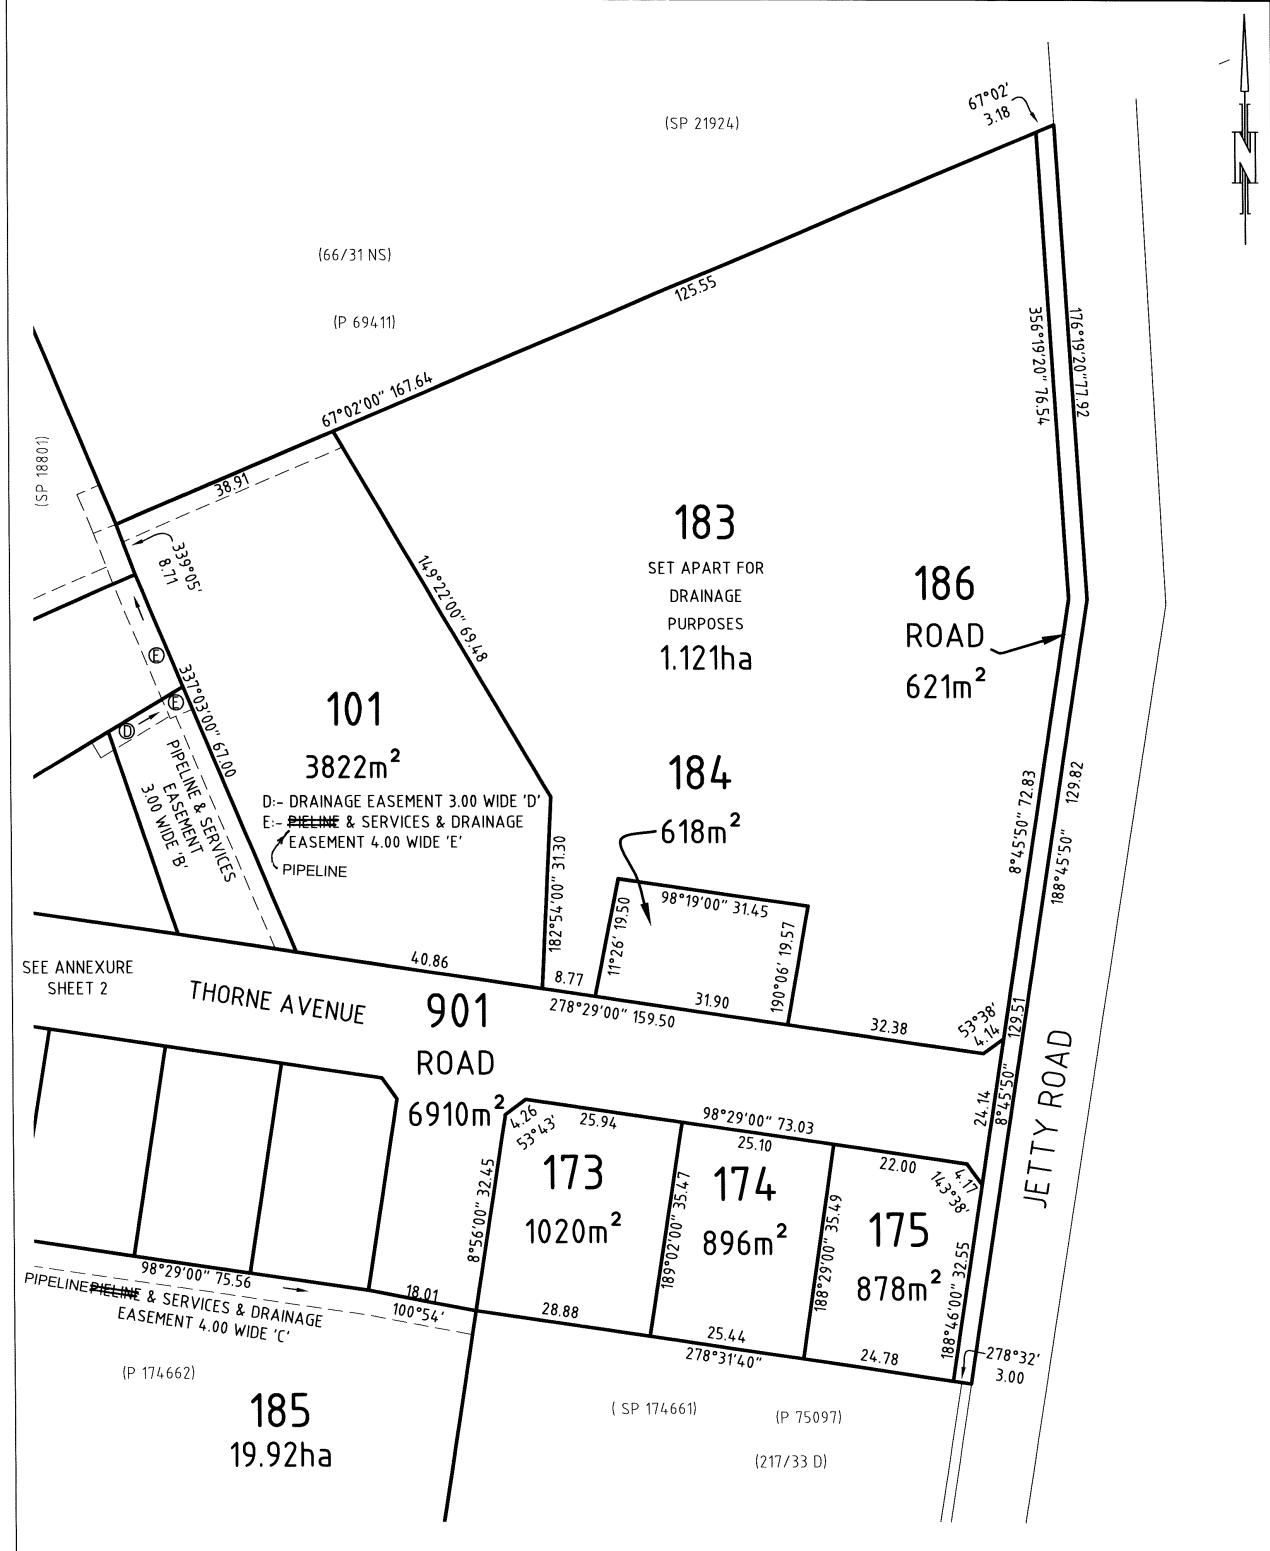 67°02'
3.18
N
(SP 21924)
(66/31 NS)
125.55
(P 69411)
356°19'20" 76.54
176°19'20" 77.92
67°02'00" 167.64
(SP 18801)
38.91
339°05'
8.71
183
SET APART FOR
DRAINAGE
PURPOSES
1.121ha
149°22'00" 69.48
186
ROAD
621m²
E
E
D
337°03'00" 67.00
101
3822m²
D:- DRAINAGE EASEMENT 3.00 WIDE 'D'
E:- PIELINE & SERVICES & DRAINAGE
EASEMENT 4.00 WIDE 'E'
PIPELINE
PIPELINE & SERVICES
EASEMENT
3.00 WIDE 'B'
184
618m²
8°45'50" 72.83
129.82
188°45'50"
182°54'00" 31.30
11°26' 19.50
98°19'00" 31.45
190°06' 19.57
40.86
8.77
31.90
278°29'00" 159.50
32.38
53°38'
4.14
129.51
8°45'50"
24.14
SEE ANNEXURE
SHEET 2
THORNE AVENUE
901
ROAD
6910m²
JETTY ROAD
4.26
53°43'
25.94
98°29'00" 73.03
25.10
22.00
4.17
143°38'
8°56'00" 32.45
173
1020m²
189°02'00" 35.47
174
896m²
188°29'00" 35.49
175
878m²
188°46'00" 32.55
98°29'00" 75.56
18.01
100°54'
28.88
25.44
278°31'40"
24.78
278°32'
3.00
PIPELINE PIELINE & SERVICES & DRAINAGE
EASEMENT 4.00 WIDE 'C'
(P 174662)
185
19.92ha
( SP 174661)
(P 75097)
(217/33 D)